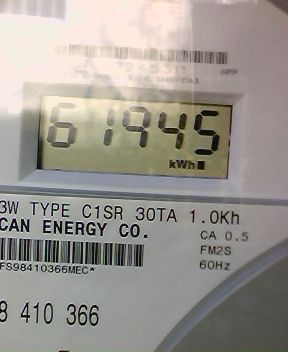 61945
kWh
3W TYPE C1SR 30TA 1.0Kh
CAN ENERGY CO.
CA 0.5
FM2S
60Hz
FS98410366MEC*
8 410 366